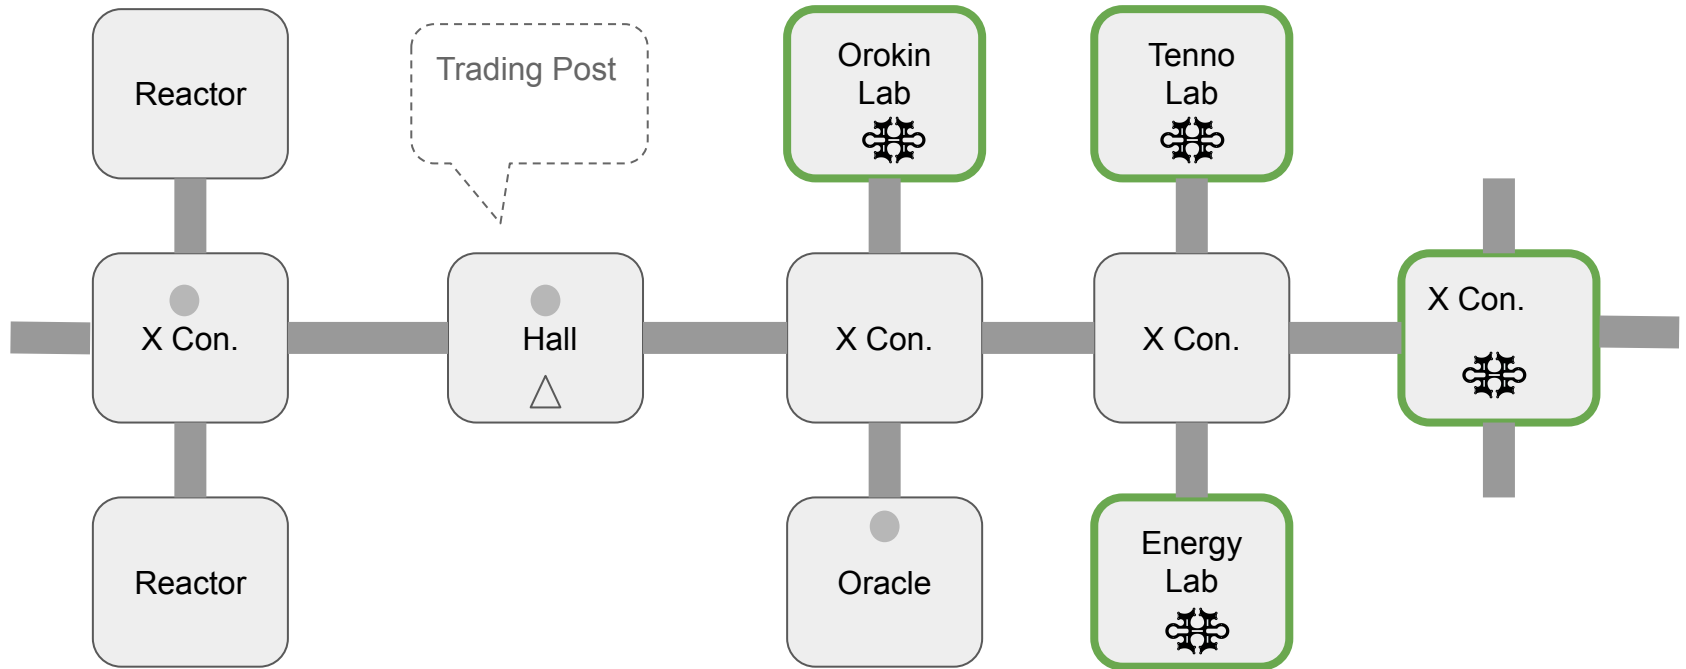 Reactor
Trading Post
Orokin
Lab
Tenno
Lab
X Con.
Hall
X Con.
X Con.
X Con.
Reactor
Oracle
Energy
Lab